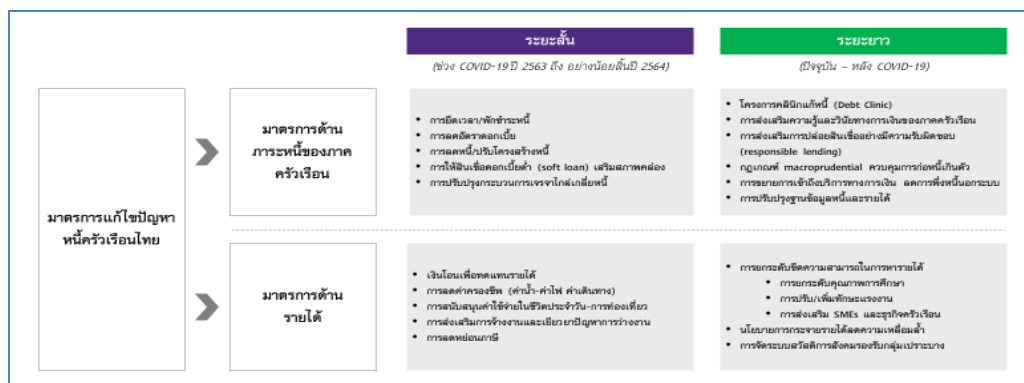 ระยะสั้น
(ช่วง COVID-19 ปี 2563 ถึง อย่างน้อยสิ้นปี 2564)
ระยะยาว
(ปัจจุบัน – หลัง COVID-19)
มาตรการแก้ไขปัญหา
หนี้ครัวเรือนไทย
มาตรการด้าน
ภาระหนี้ของภาค
ครัวเรือน
• การยืดเวลา/พักชำระหนี้
• การลดอัตราดอกเบี้ย
• การลดหนี้/ปรับโครงสร้างหนี้
• การให้สินเชื่อดอกเบี้ยต่ำ (soft loan) เสริมสภาพคล่อง
• การปรับปรุงกระบวนการเจรจาไกล่เกลี่ยหนี้
• โครงการคลินิกแก้หนี้ (Debt Clinic)
• การส่งเสริมความรู้และวินัยทางการเงินของภาคครัวเรือน
• การส่งเสริมการปล่อยสินเชื่ออย่างมีความรับผิดชอบ
(responsible lending)
• กฎเกณฑ์ macroprudential ควบคุมการก่อหนี้เกินตัว
• การขยายการเข้าถึงบริการทางการเงิน ลดการพึ่งหนี้นอกระบบ
• การปรับปรุงฐานข้อมูลหนี้และรายได้
มาตรการด้าน
รายได้
• เงินโอนเพื่อทดแทนรายได้
• การลดค่าครองชีพ (ค่าน้ำ-ค่าไฟ ค่าเดินทาง)
• การสนับสนุนค่าใช้จ่ายในชีวิตประจำวัน-การท่องเที่ยว
• การส่งเสริมการจ้างงานและเยียวยาปัญหาการว่างงาน
• การลดหย่อนภาษี
• การยกระดับขีดความสามารถในการหารายได้
• การยกระดับคุณภาพการศึกษา
• การปรับ/เพิ่มทักษะแรงงาน
• การส่งเสริม SMEs และธุรกิจครัวเรือน
• นโยบายการกระจายรายได้ลดความเหลื่อมล้ำ
• การจัดระบบสวัสดิการสังคมรองรับกลุ่มเปราะบาง